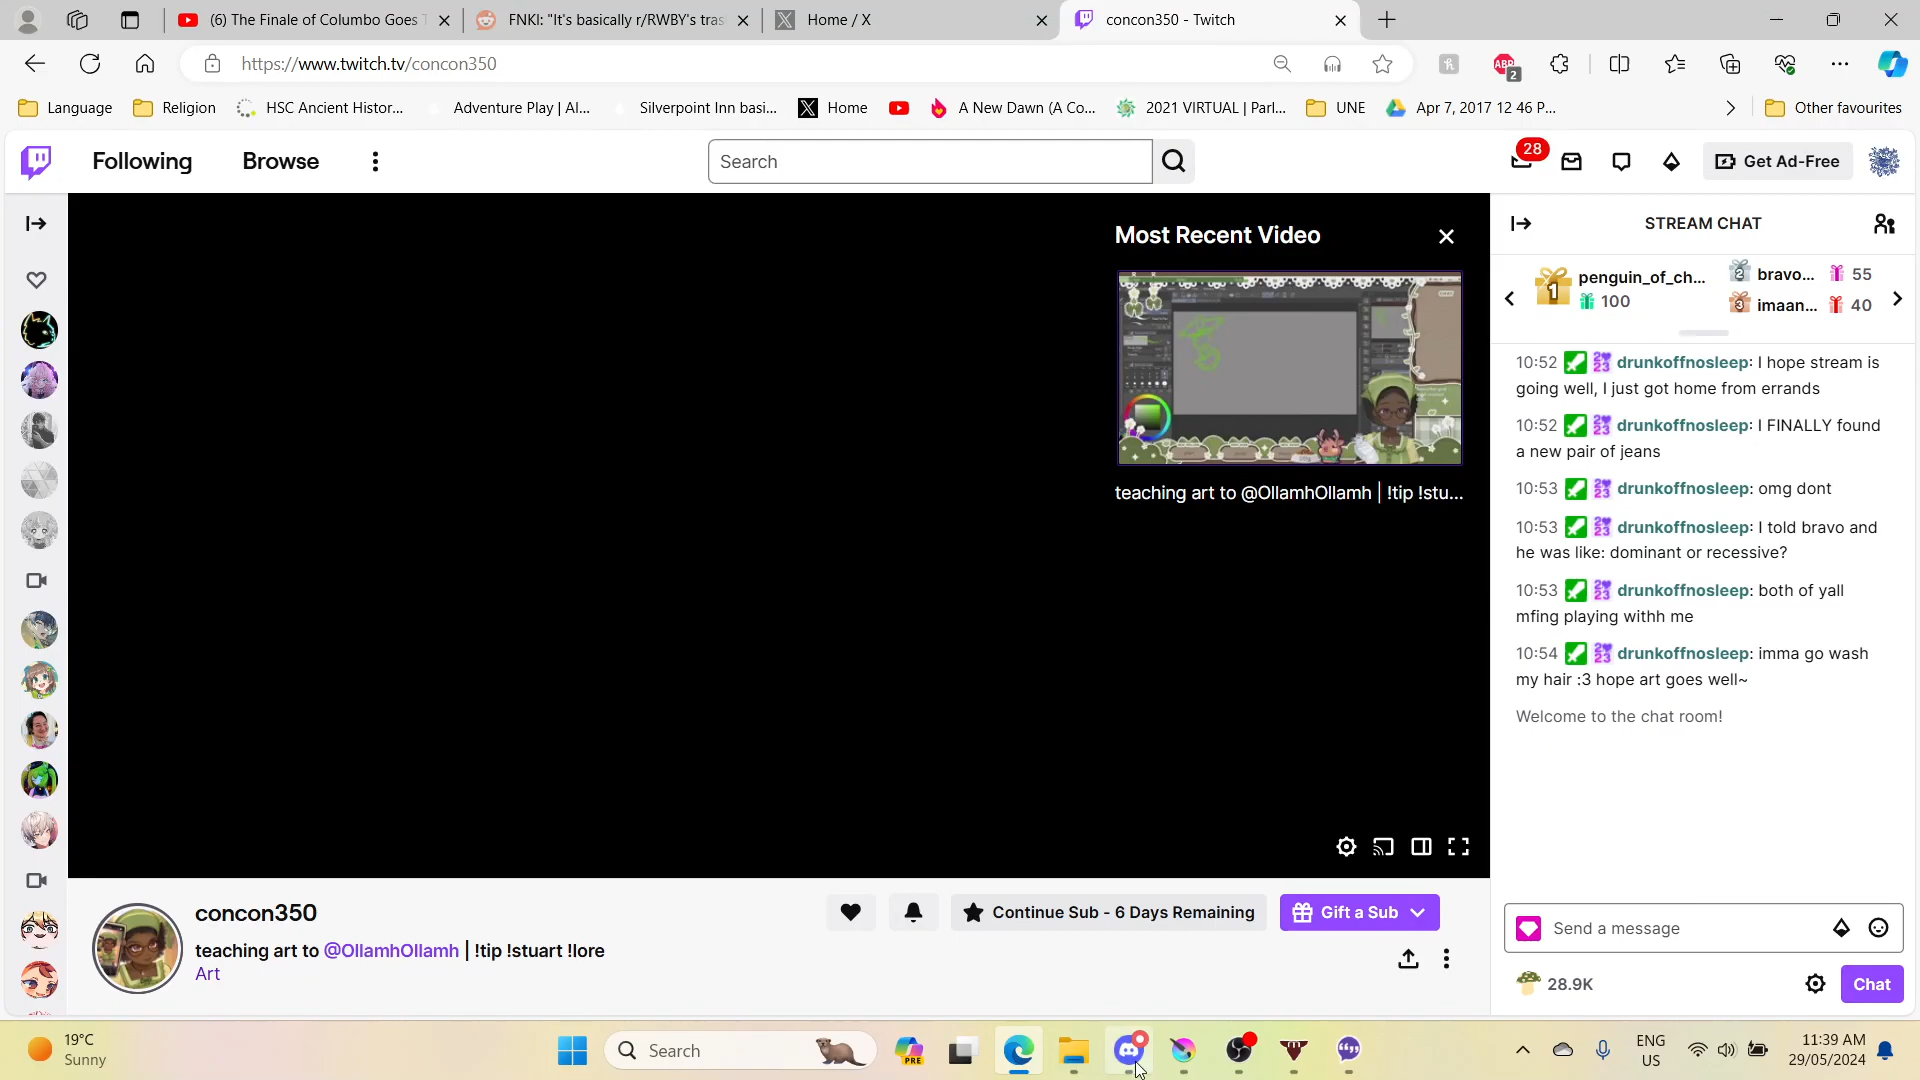 (6) The Finale of Columbo Goes T
FNKI: "It's basically r/RWBY's tras
Home / X
concon350 - Twitch
https://www.twitch.tv/concon350
ABP
2
Language
Religion
HSC Ancient Histor...
Adventure Play | Al...
Silverpoint Inn basi...
Home
A New Dawn (A Co...
2021 VIRTUAL | Parl...
UNE
Apr 7, 2017 12 46 P...
Other favourites
Following
Browse
Search
28
Get Ad-Free
Most Recent Video
teaching art to @OllamhOllamh | !tip !stu...
STREAM CHAT
1
penguin_of_ch...
100
2
bravo...
55
3
imaan...
40
10:52 drunkoffnosleep: I hope stream is
going well, I just got home from errands
10:52 drunkoffnosleep: I FINALLY found
a new pair of jeans
10:53 drunkoffnosleep: omg dont
10:53 drunkoffnosleep: I told bravo and
he was like: dominant or recessive?
10:53 drunkoffnosleep: both of yall
mfing playing withh me
10:54 drunkoffnosleep: imma go wash
my hair :3 hope art goes well~
Welcome to the chat room!
Send a message
28.9K
Chat
concon350
teaching art to @OllamhOllamh | !tip !stuart !lore
Art
Continue Sub - 6 Days Remaining
Gift a Sub
19°C
Sunny
Search
PRE
ENG
US
11:39 AM
29/05/2024